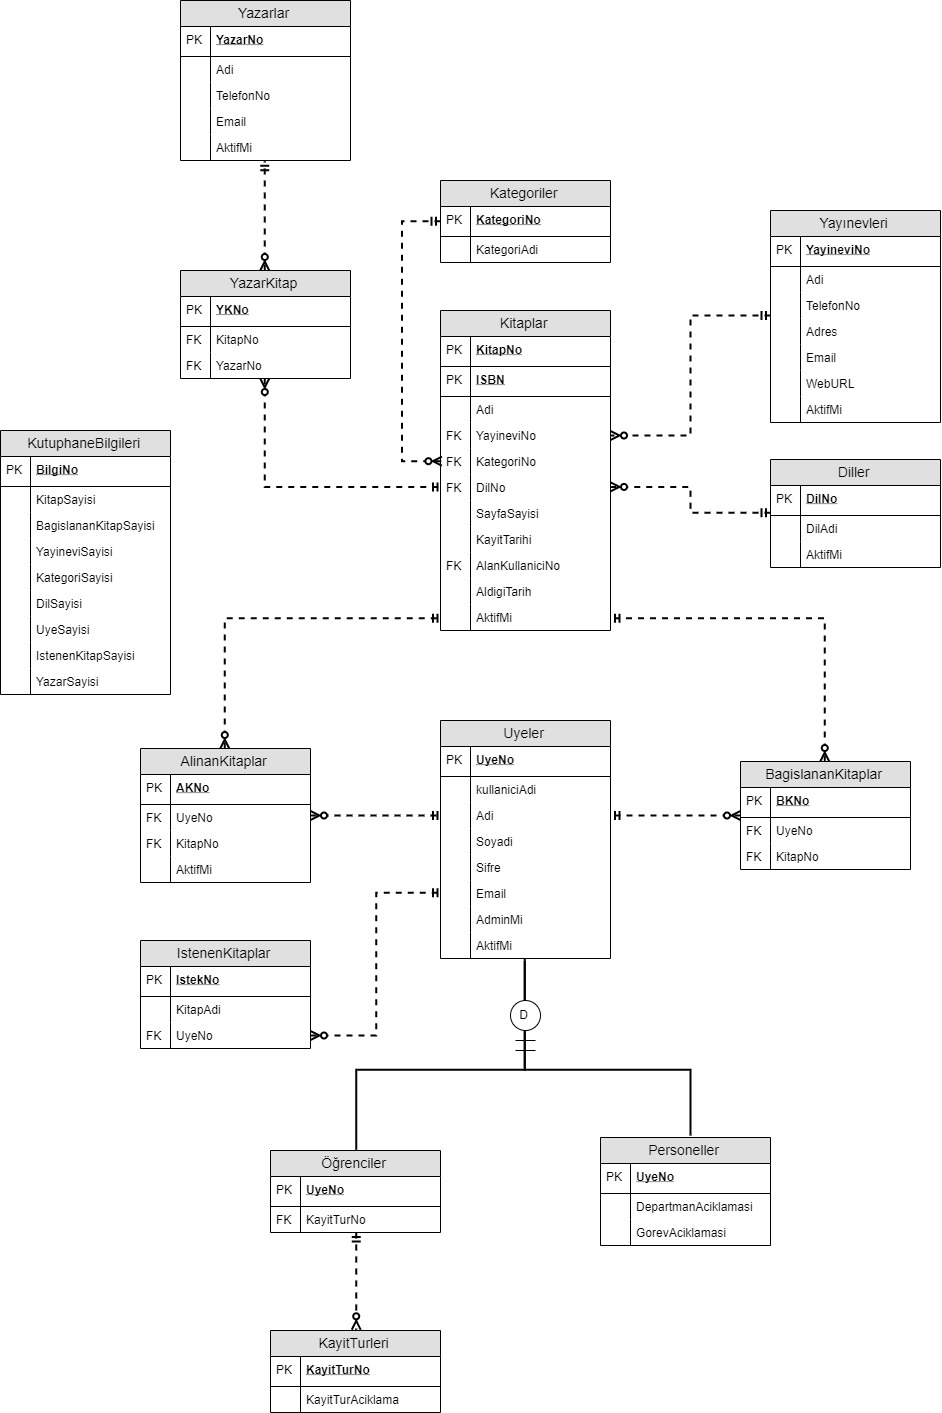 Yazarlar
PK YazarNo
Adi
TelefonNo
Email
AktifMi
Kategoriler
PK KategoriNo
KategoriAdi
Yayınevleri
PK YayineviNo
Adi
TelefonNo
Adres
Email
WebURL
AktifMi
YazarKitap
PK YKNo
FK KitapNo
FK YazarNo
Kitaplar
PK KitapNo
PK ISBN
Adi
FK YayineviNo
FK KategoriNo
FK DilNo
SayfaSayisi
KayitTarihi
FK AlanKullaniciNo
AldigiTarih
AktifMi
KutuphaneBilgileri
PK BilgiNo
KitapSayisi
BagislananKitapSayisi
YayineviSayisi
KategoriSayisi
DilSayisi
UyeSayisi
IstenenKitapSayisi
YazarSayisi
Diller
PK DilNo
DilAdi
AktifMi
AlinanKitaplar
PK AKNo
FK UyeNo
FK KitapNo
AktifMi
Uyeler
PK UyeNo
kullaniciAdi
Adi
Soyadi
Sifre
Email
AdminMi
AktifMi
BagislananKitaplar
PK BKNo
FK UyeNo
FK KitapNo
IstenenKitaplar
PK IstekNo
KitapAdi
FK UyeNo
D
Öğrenciler
PK UyeNo
FK KayitTurNo
Personeller
PK UyeNo
DepartmanAciklamasi
GorevAciklamasi
KayitTurleri
PK KayitTurNo
KayitTurAciklama